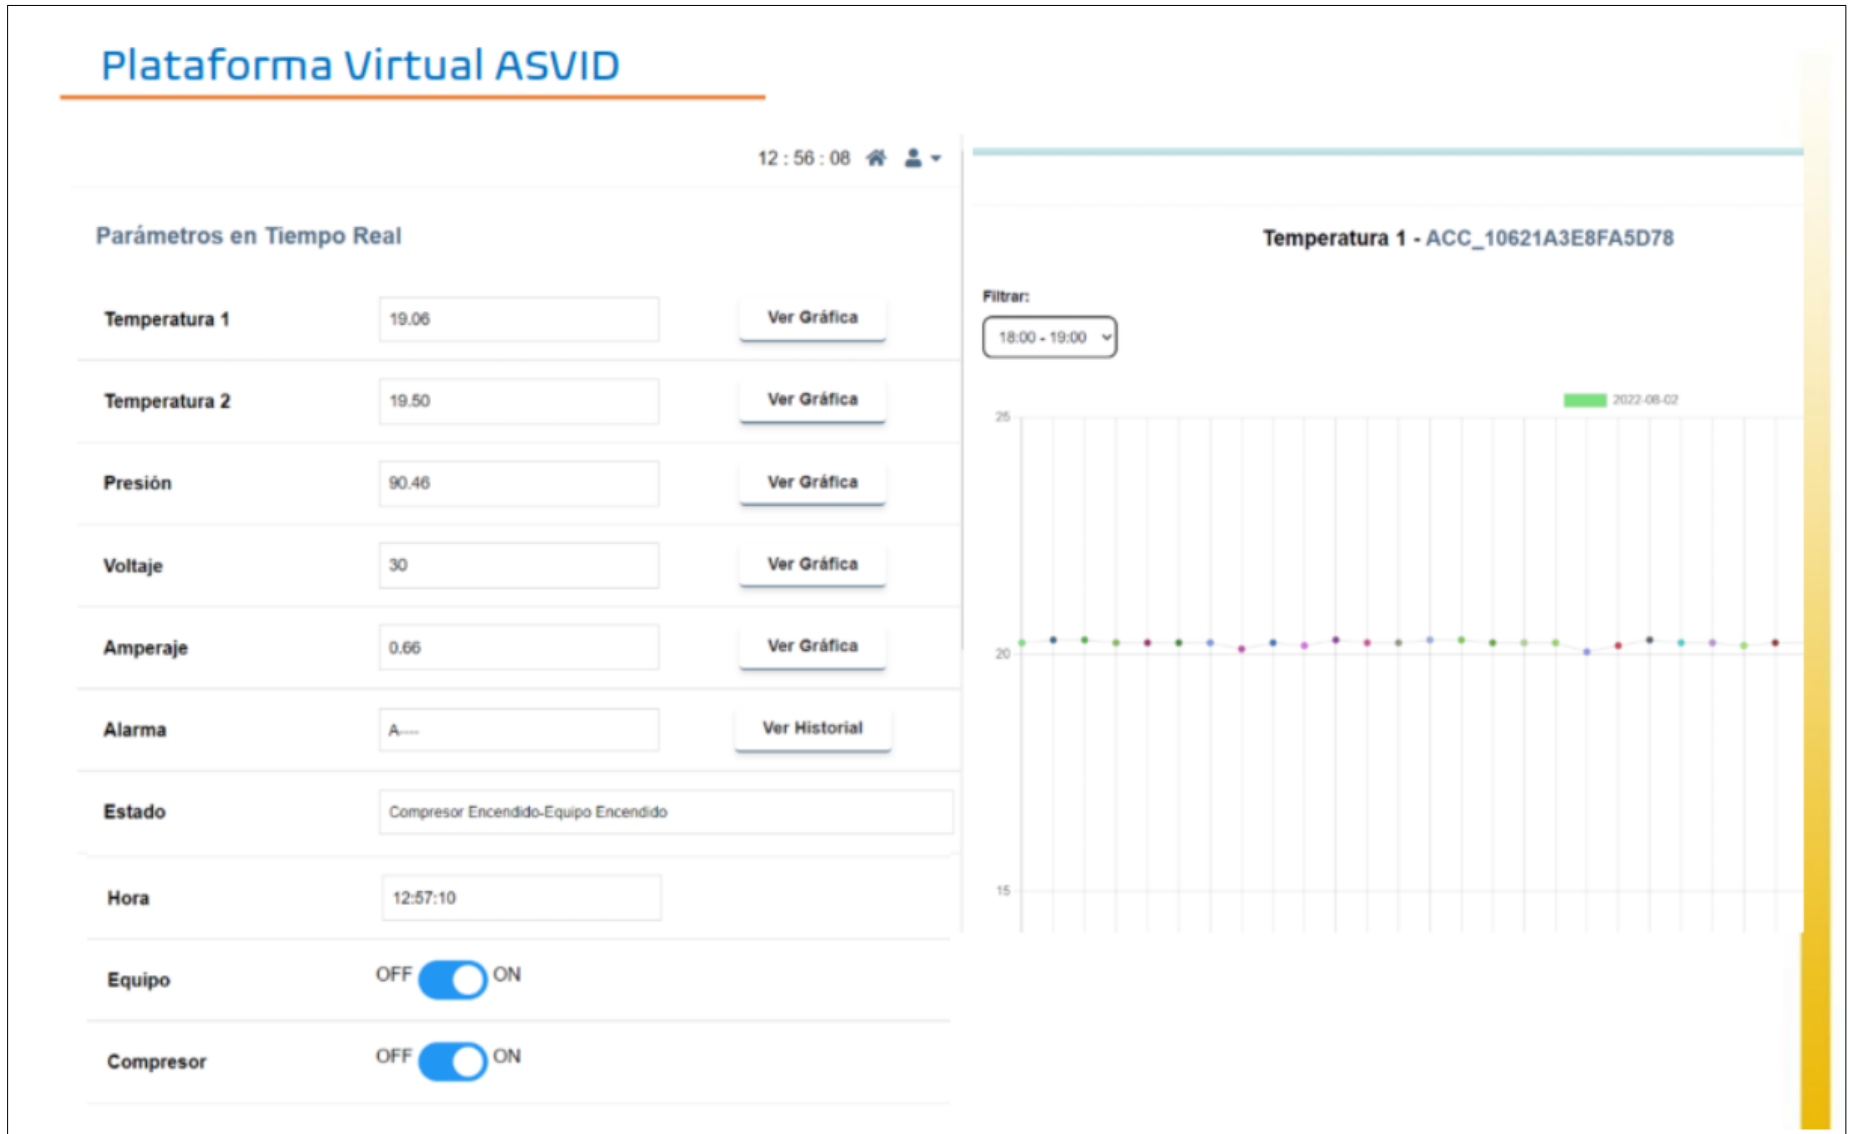 Plataforma Virtual ASVID
12 : 56 : 08
Parámetros en Tiempo Real
Temperatura 1 19.06 Ver Gráfica
Temperatura 2 19.50 Ver Gráfica
Presión 90.46 Ver Gráfica
Voltaje 30 Ver Gráfica
Amperaje 0.66 Ver Gráfica
Alarma A---- Ver Historial
Estado Compresor Encendido-Equipo Encendido
Hora 12:57:10
Equipo OFF ON
Compresor OFF ON
Temperatura 1 - ACC_10621A3E8FA5D78
Filtrar:
18:00 - 19:00
2022-08-02
25
20
15